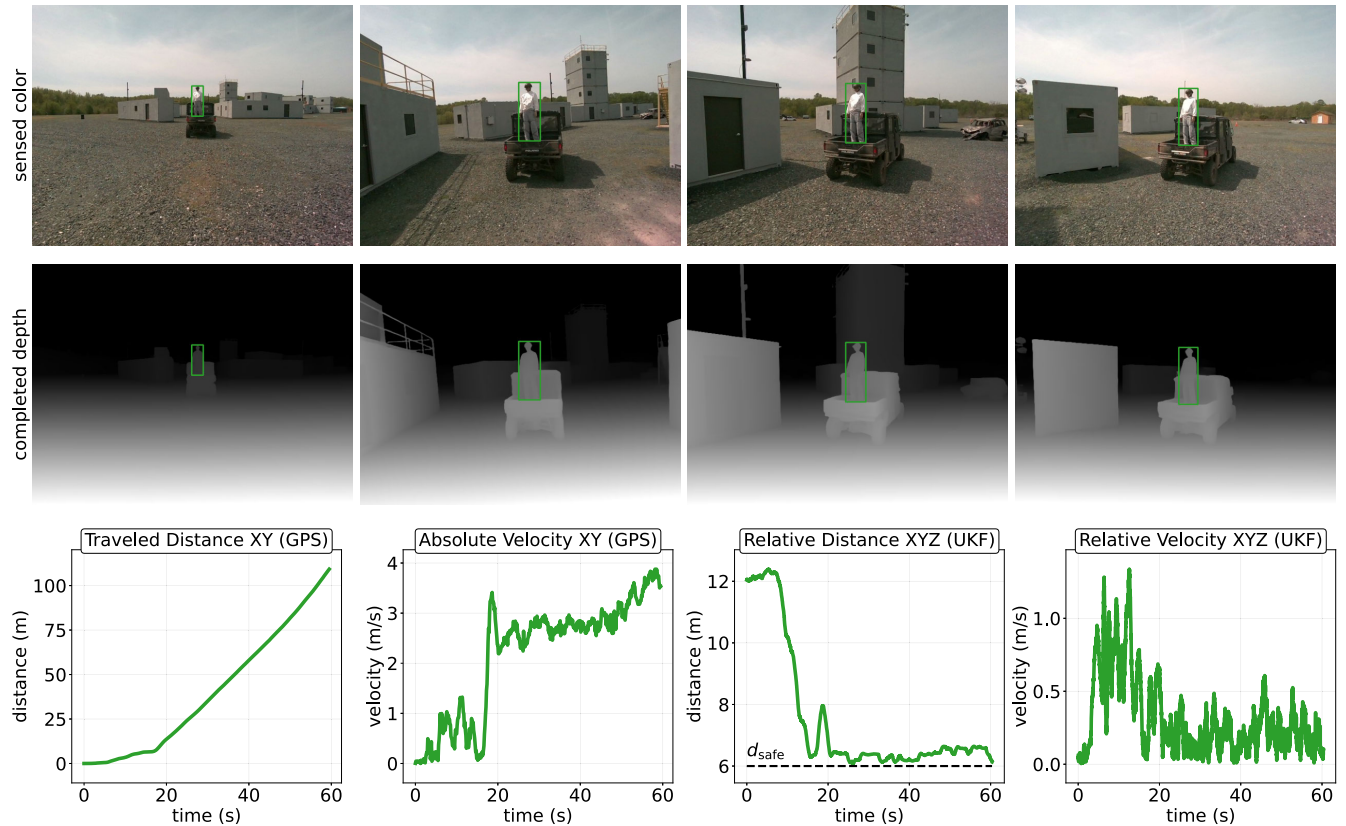 sensed color
completed depth
Traveled Distance XY (GPS)
distance (m)
100
75
50
25
0
0 20 40 60
time (s)
Absolute Velocity XY (GPS)
velocity (m/s)
4
3
2
1
0
0 20 40 60
time (s)
Relative Distance XYZ (UKF)
distance (m)
12
10
8
6
d_safe
0 20 40 60
time (s)
Relative Velocity XYZ (UKF)
velocity (m/s)
1.0
0.5
0.0
0 20 40 60
time (s)